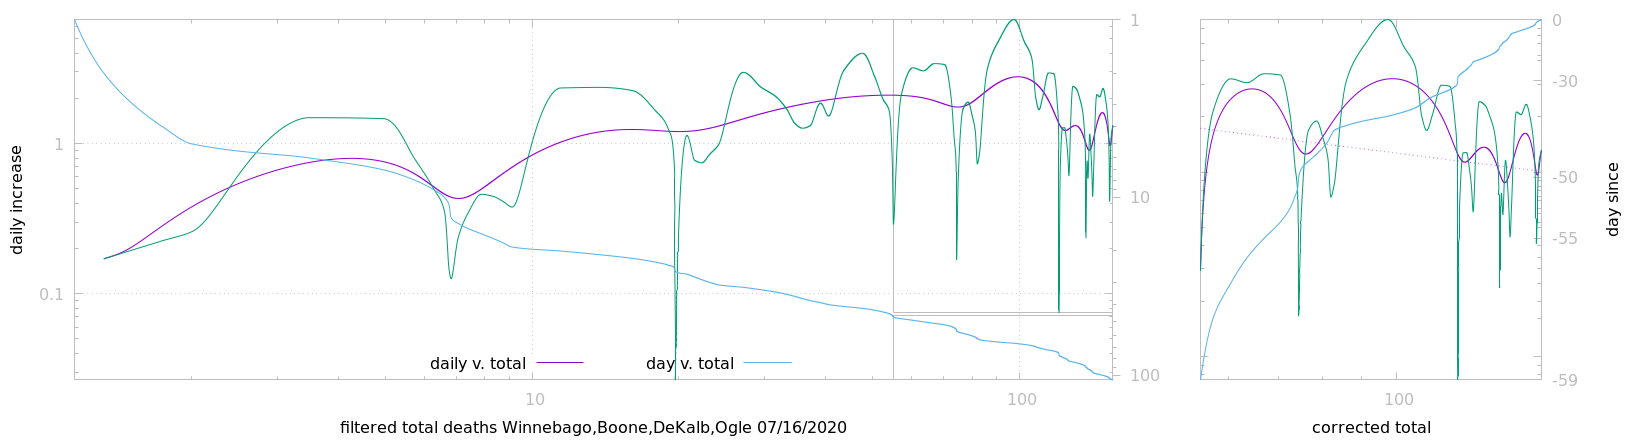 daily increase
1
0.1
daily v. total
day v. total
10
100
filtered total deaths Winnebago,Boone,DeKalb,Ogle 07/16/2020
1
10
100
100
corrected total
0
-30
-50
-55
-59
day since